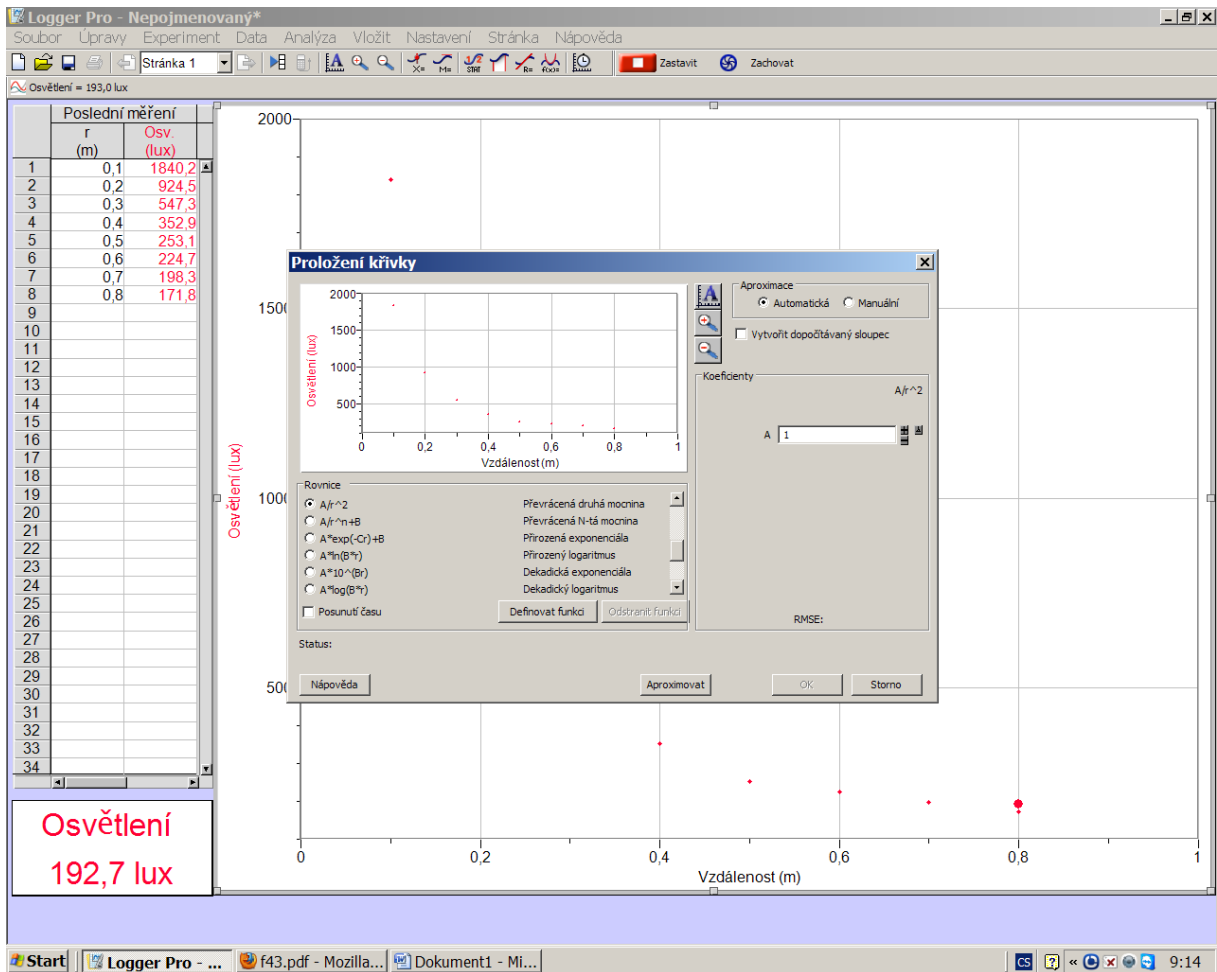 Logger Pro - Nepojmenovaný*
Soubor Úpravy Experiment Data Analýza Vložit Nastavení Stránka Nápověda
Stránka 1 Zastavit Zachovat
Osvětlení = 193,0 lux
Poslední měření
r Osv.
(m) (lux)
1 0,1 1840,2
2 0,2 924,5
3 0,3 547,3
4 0,4 352,9
5 0,5 253,1
6 0,6 224,7
7 0,7 198,3
8 0,8 171,8
9
10
11
12
13
14
15
16
17
18
19
20
21
22
23
24
25
26
27
28
29
30
31
32
33
34
Osvětlení
192,7 lux
2000
1500
1000
500
Osvětlení (lux)
0 0,2 0,4 0,6 0,8 1
Vzdálenost (m)
Proložení křivky
2000
1500
1000
500
Osvětlení (lux)
0 0,2 0,4 0,6 0,8 1
Vzdálenost (m)
Aproximace
Automatická Manuální
Vytvořit dopočítávaný sloupec
Koeficienty
A/r^2
A 1
RMSE:
Rovnice
A/r^2 Převrácená druhá mocnina
A/r^n+B Převrácená N-tá mocnina
A*exp(-Cr)+B Přirozená exponenciála
A*ln(B*r) Přirozený logaritmus
A*10^(Br) Dekadická exponenciála
A*log(B*r) Dekadický logaritmus
Posunutí času Definovat funkci Odstranit funkci
Status:
Nápověda Aproximovat OK Storno
Start Logger Pro - ... f43.pdf - Mozilla... Dokument1 - Mi... CS 9:14